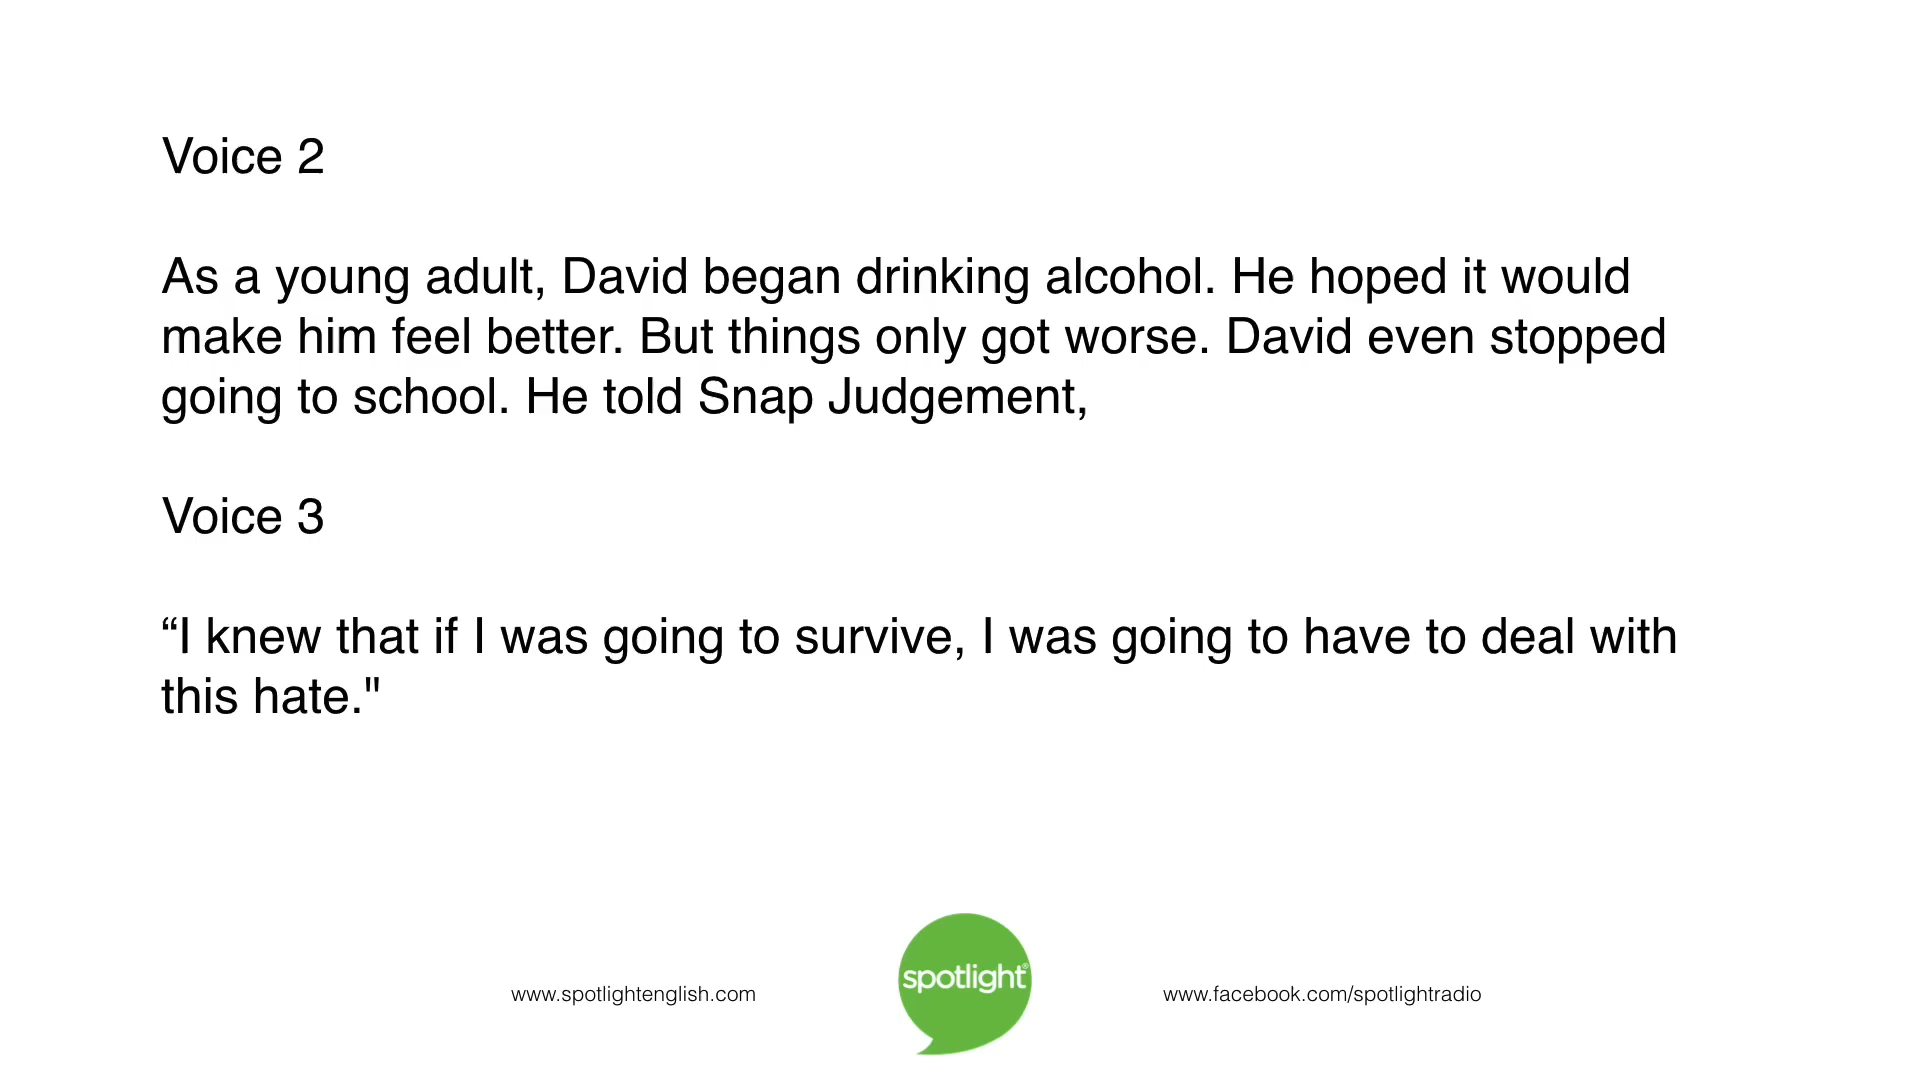 Voice 2
As a young adult, David began drinking alcohol. He hoped it would
make him feel better. But things only got worse. David even stopped
going to school. He told Snap Judgement,
Voice 3
“I knew that if I was going to survive, I was going to have to deal with
this hate."
spotlight®
www.spotlightenglish.com
www.facebook.com/spotlightradio